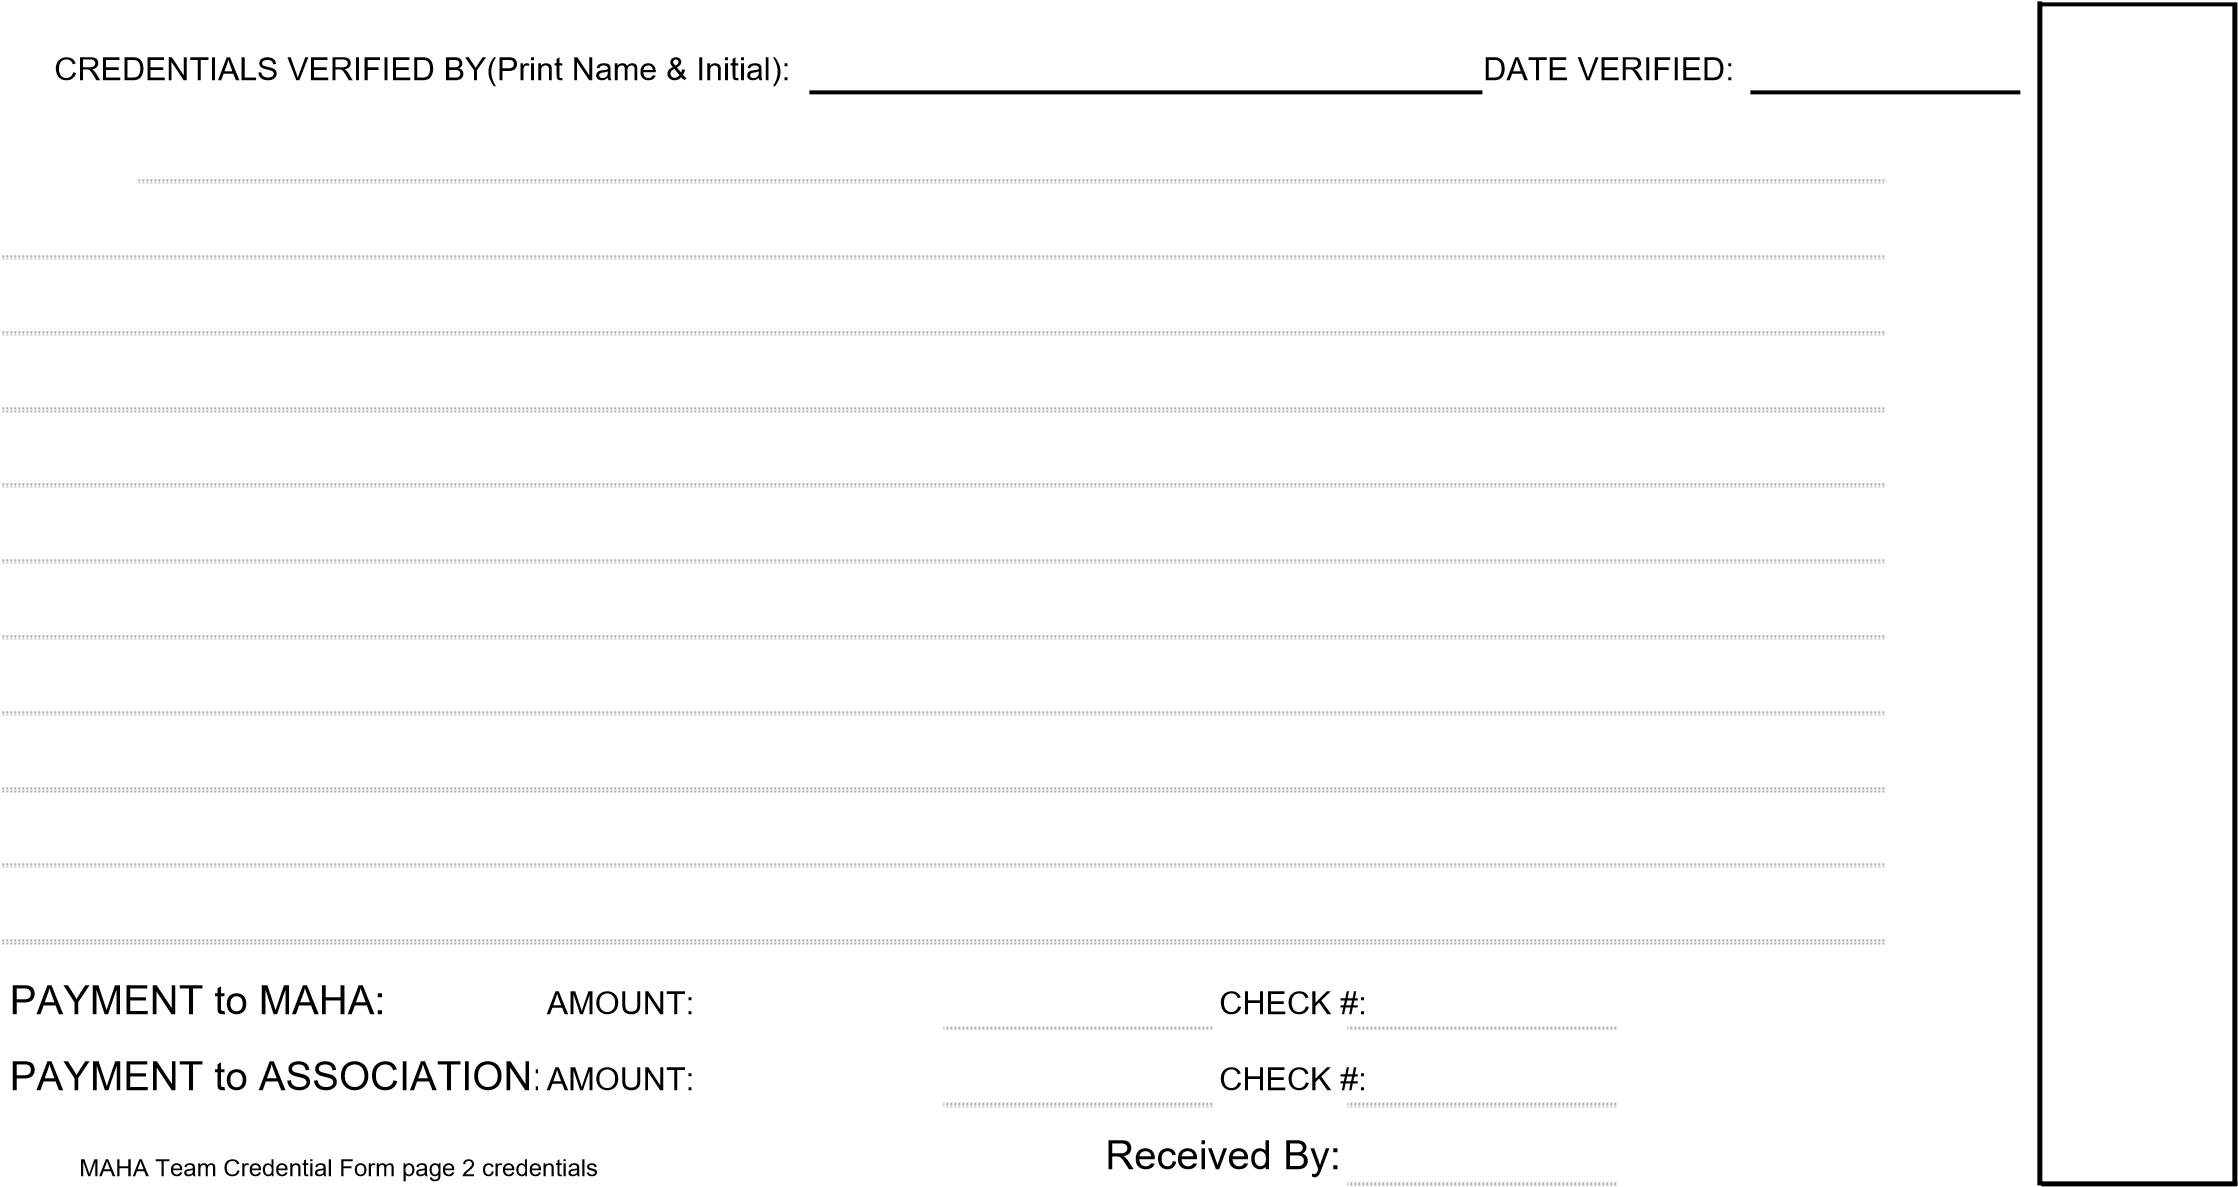 CREDENTIALS VERIFIED BY(Print Name & Initial): DATE VERIFIED:
PAYMENT to MAHA: AMOUNT: CHECK #:
PAYMENT to ASSOCIATION: AMOUNT: CHECK #:
Received By:
MAHA Team Credential Form page 2 credentials